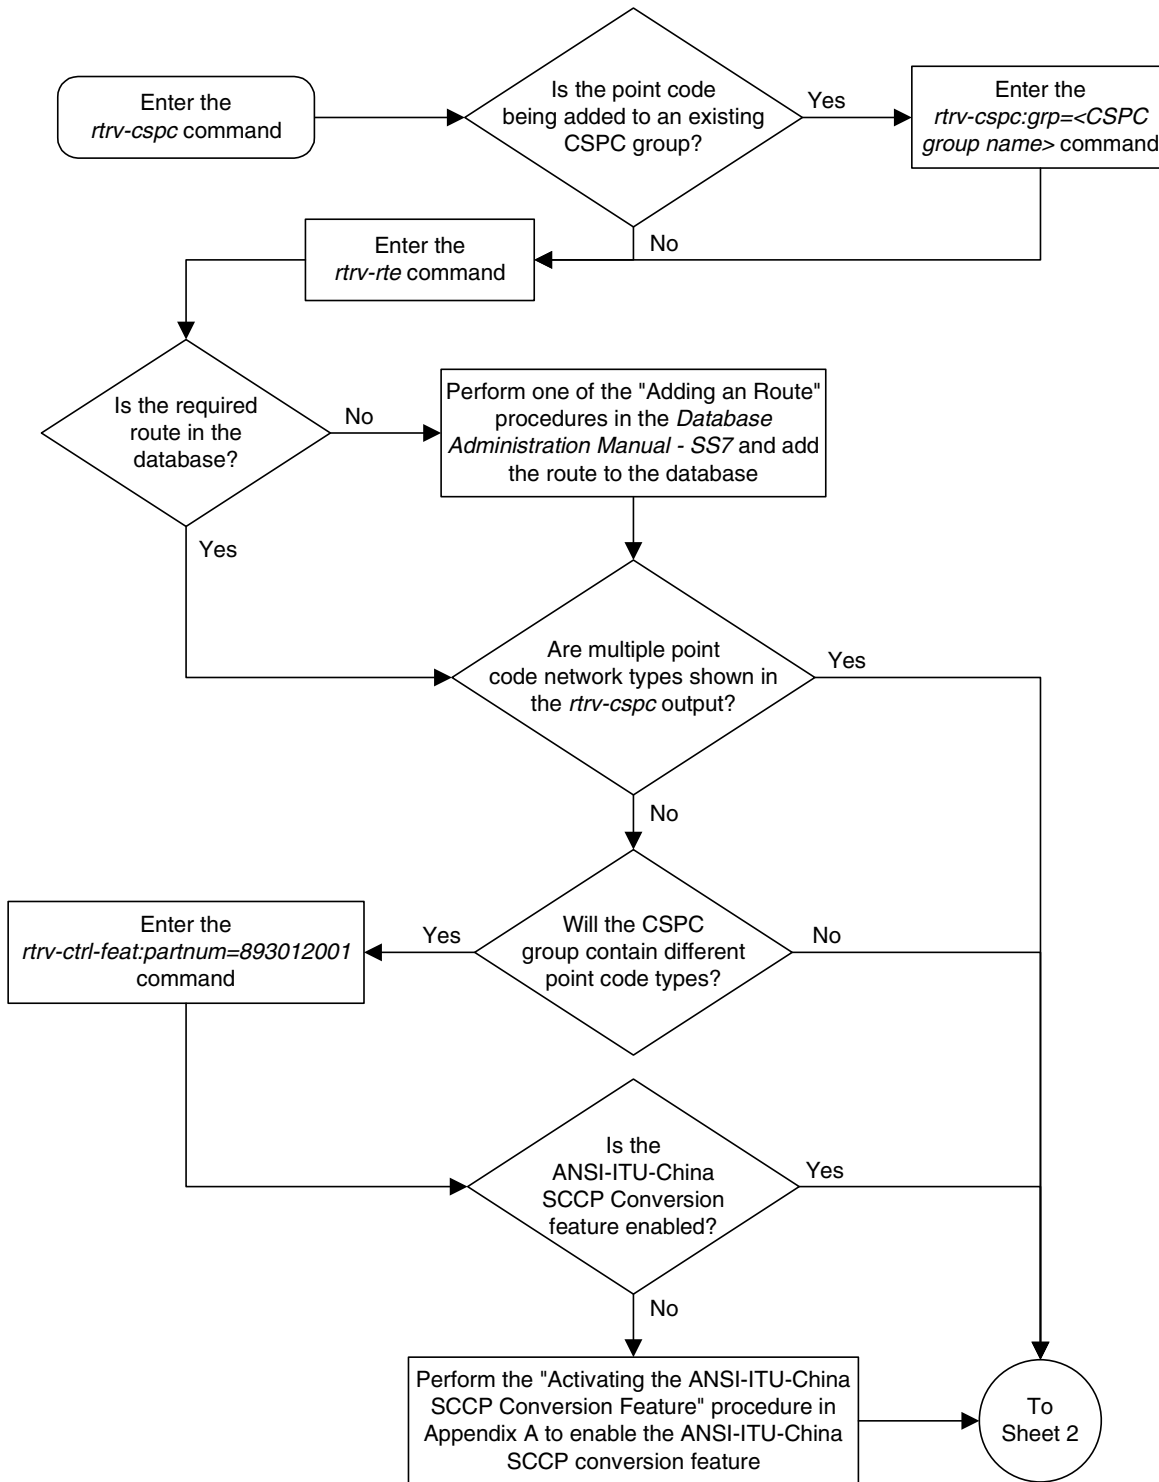 Enter the
rtrv-cspc command
Is the point code
being added to an existing
CSPC group?
Yes
Enter the
rtrv-cspc:grp=<CSPC
group name> command
No
Enter the
rtrv-rte command
Is the required
route in the
database?
No
Perform one of the "Adding an Route"
procedures in the Database
Administration Manual - SS7 and add
the route to the database
Yes
Are multiple point
code network types shown in
the rtrv-cspc output?
Yes
No
Will the CSPC
group contain different
point code types?
Yes
No
Enter the
rtrv-ctrl-feat:partnum=893012001
command
Is the
ANSI-ITU-China
SCCP Conversion
feature enabled?
Yes
No
Perform the "Activating the ANSI-ITU-China
SCCP Conversion Feature" procedure in
Appendix A to enable the ANSI-ITU-China
SCCP conversion feature
To
Sheet 2